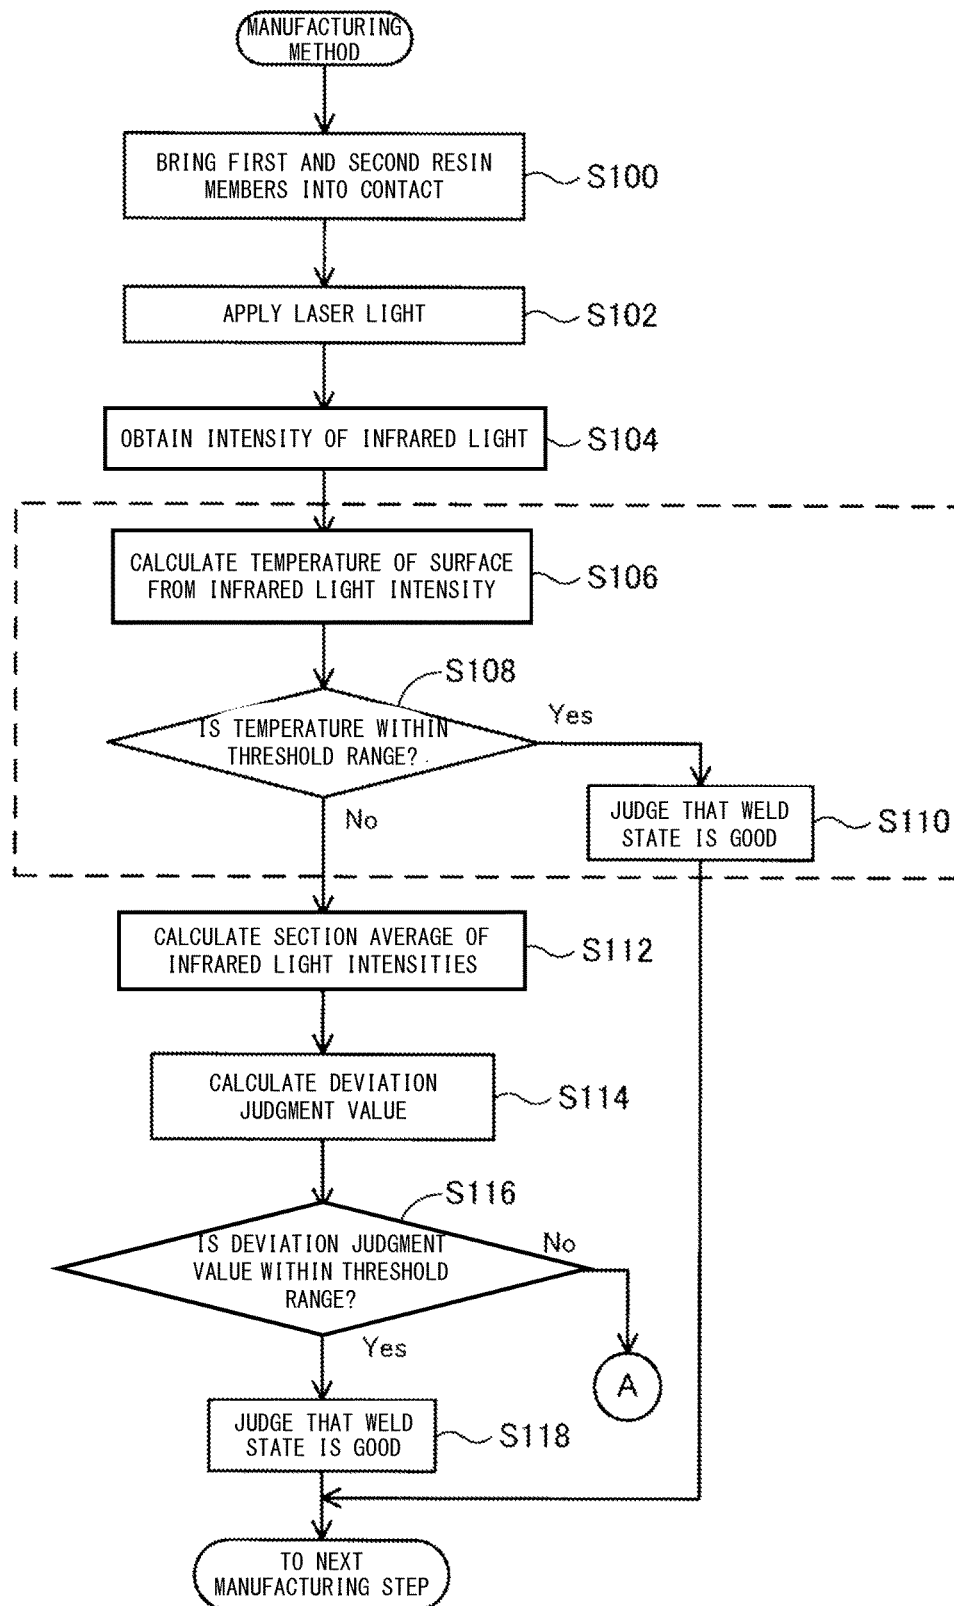 MANUFACTURING
METHOD
BRING FIRST AND SECOND RESIN
MEMBERS INTO CONTACT
S100
APPLY LASER LIGHT
S102
OBTAIN INTENSITY OF INFRARED LIGHT
S104
CALCULATE TEMPERATURE OF SURFACE
FROM INFRARED LIGHT INTENSITY
S106
S108
IS TEMPERATURE WITHIN
THRESHOLD RANGE?
Yes
No
JUDGE THAT WELD
STATE IS GOOD
S110
CALCULATE SECTION AVERAGE OF
INFRARED LIGHT INTENSITIES
S112
CALCULATE DEVIATION
JUDGMENT VALUE
S114
S116
IS DEVIATION JUDGMENT
VALUE WITHIN THRESHOLD
RANGE?
No
Yes
A
JUDGE THAT WELD
STATE IS GOOD
S118
TO NEXT
MANUFACTURING STEP